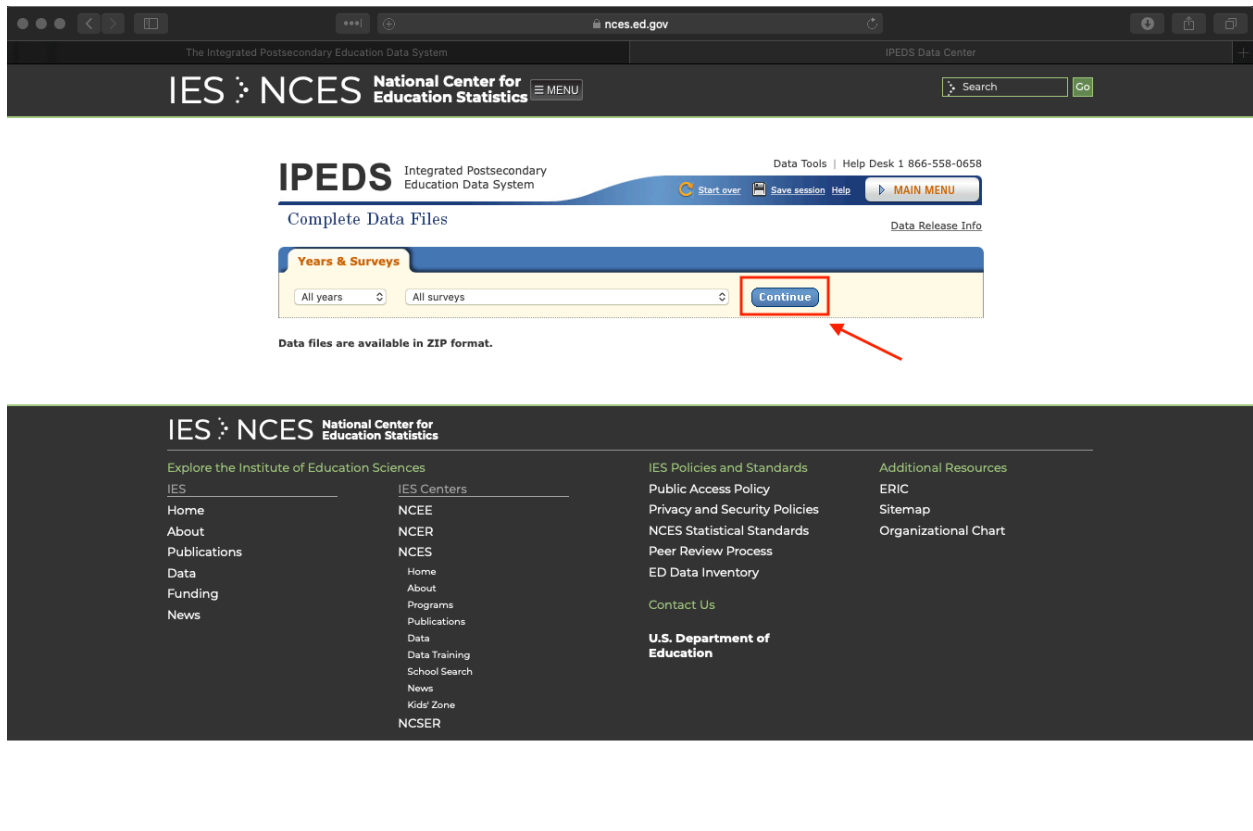 nces.ed.gov
The Integrated Postsecondary Education Data System
IPEDS Data Center
IES NCES National Center for Education Statistics
MENU
Search
Go
IPEDS Integrated Postsecondary Education Data System
Data Tools | Help Desk 1 866-558-0658
Start over Save session Help MAIN MENU
Complete Data Files
Data Release Info
Years & Surveys
All years All surveys Continue
Data files are available in ZIP format.
IES NCES National Center for Education Statistics
Explore the Institute of Education Sciences
IES
Home
About
Publications
Data
Funding
News
IES Centers
NCEE
NCER
NCES
Home
About
Programs
Publications
Data
Data Training
School Search
News
Kids' Zone
NCSER
IES Policies and Standards
Public Access Policy
Privacy and Security Policies
NCES Statistical Standards
Peer Review Process
ED Data Inventory
Contact Us
U.S. Department of
Education
Additional Resources
ERIC
Sitemap
Organizational Chart